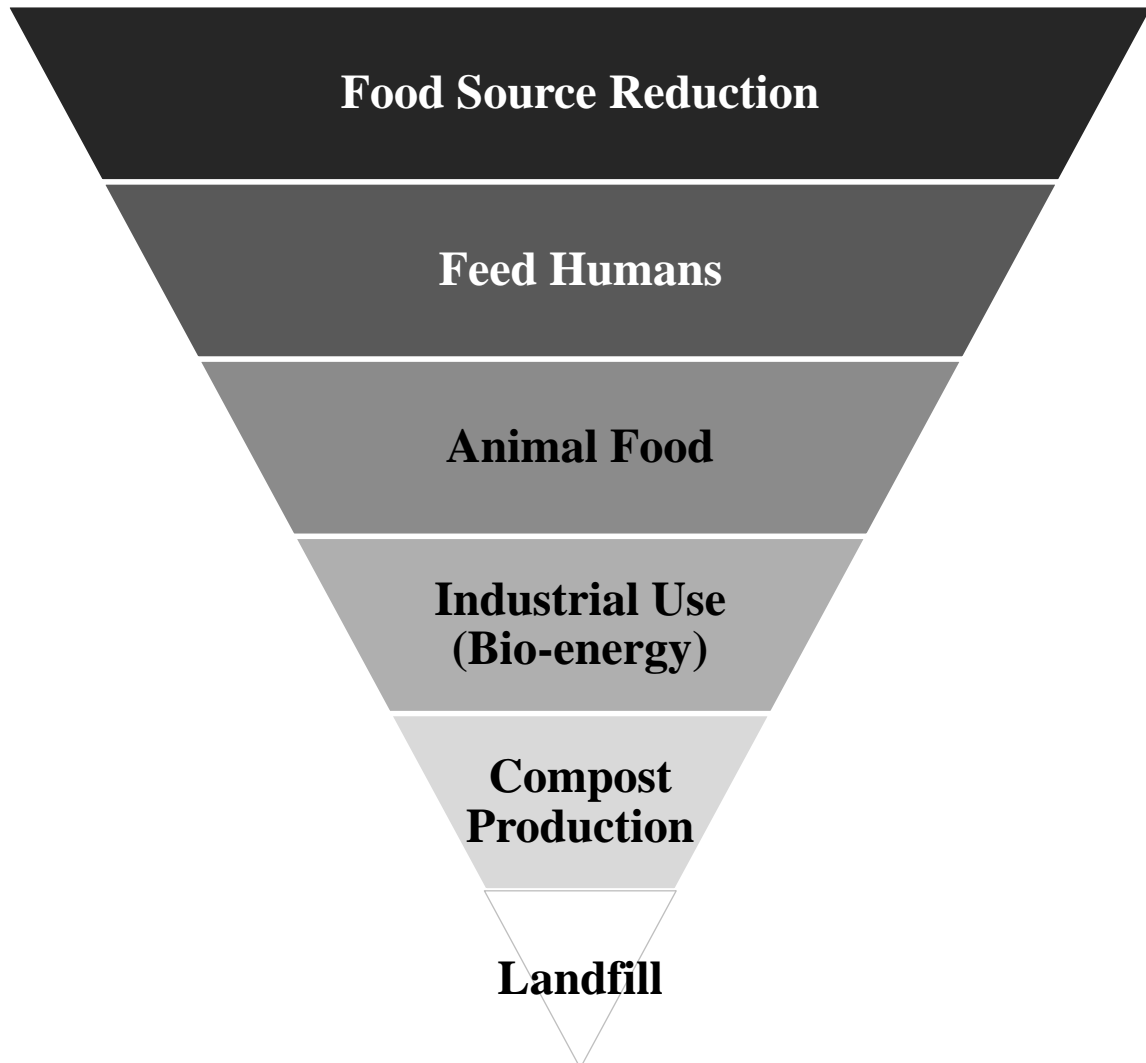 Food Source Reduction
Feed Humans
Animal Food
Industrial Use
(Bio-energy)
Compost
Production
Landfill